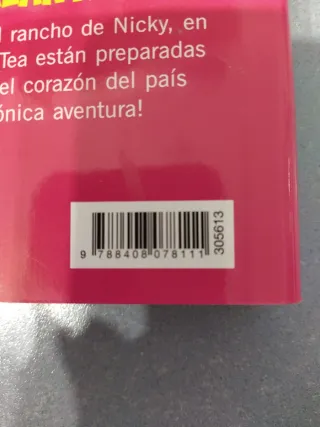 l rancho de Nicky, en
Tea están preparadas
el corazón del país
ónica aventura!
9 788408 078111
305613